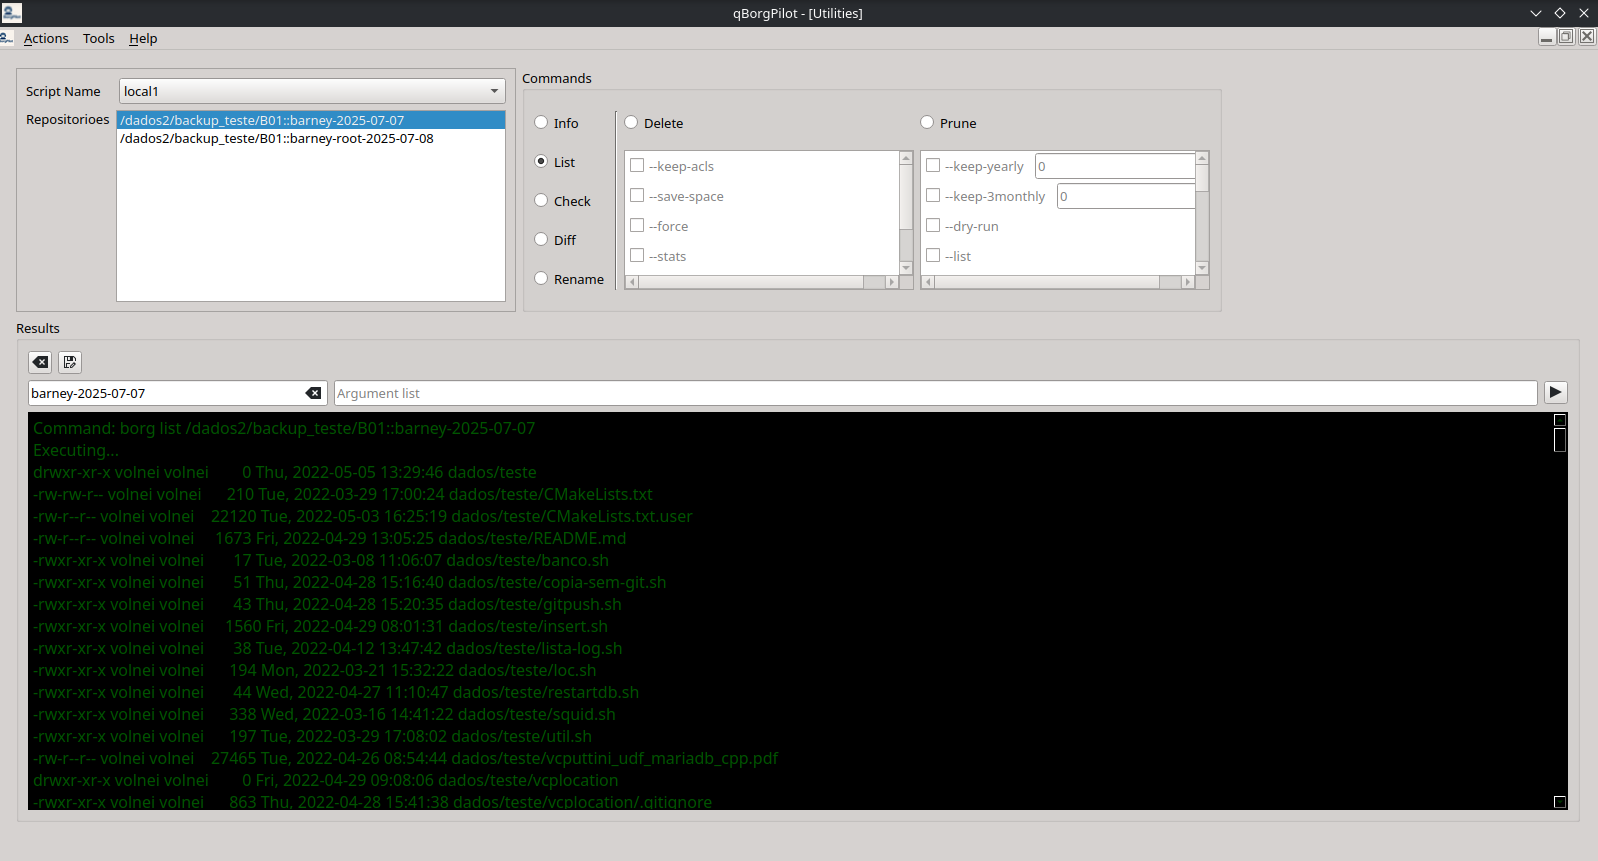 qBorgPilot - [Utilities]
Actions Tools Help
Script Name local1
Repositorioes /dados2/backup_teste/B01::barney-2025-07-07
/dados2/backup_teste/B01::barney-root-2025-07-08
Commands
Info Delete Prune
List
Check
Diff
Rename
--keep-acls
--save-space
--force
--stats
--keep-yearly 0
--keep-3monthly 0
--dry-run
--list
Results
barney-2025-07-07 Argument list
Command: borg list /dados2/backup_teste/B01::barney-2025-07-07
Executing...
drwxr-xr-x volnei volnei 0 Thu, 2022-05-05 13:29:46 dados/teste
-rw-rw-r-- volnei volnei 210 Tue, 2022-03-29 17:00:24 dados/teste/CMakeLists.txt
-rw-r--r-- volnei volnei 22120 Tue, 2022-05-03 16:25:19 dados/teste/CMakeLists.txt.user
-rw-r--r-- volnei volnei 1673 Fri, 2022-04-29 13:05:25 dados/teste/README.md
-rwxr-xr-x volnei volnei 17 Tue, 2022-03-08 11:06:07 dados/teste/banco.sh
-rwxr-xr-x volnei volnei 51 Thu, 2022-04-28 15:16:40 dados/teste/copia-sem-git.sh
-rwxr-xr-x volnei volnei 43 Thu, 2022-04-28 15:20:35 dados/teste/gitpush.sh
-rwxr-xr-x volnei volnei 1560 Fri, 2022-04-29 08:01:31 dados/teste/insert.sh
-rwxr-xr-x volnei volnei 38 Tue, 2022-04-12 13:47:42 dados/teste/lista-log.sh
-rwxr-xr-x volnei volnei 194 Mon, 2022-03-21 15:32:22 dados/teste/loc.sh
-rwxr-xr-x volnei volnei 44 Wed, 2022-04-27 11:10:47 dados/teste/restartdb.sh
-rwxr-xr-x volnei volnei 338 Wed, 2022-03-16 14:41:22 dados/teste/squid.sh
-rwxr-xr-x volnei volnei 197 Tue, 2022-03-29 17:08:02 dados/teste/util.sh
-rw-r--r-- volnei volnei 27465 Tue, 2022-04-26 08:54:44 dados/teste/vcputtini_udf_mariadb_cpp.pdf
drwxr-xr-x volnei volnei 0 Fri, 2022-04-29 09:08:06 dados/teste/vcplocation
-rwxr-xr-x volnei volnei 863 Thu, 2022-04-28 15:41:38 dados/teste/vcplocation/.gitignore